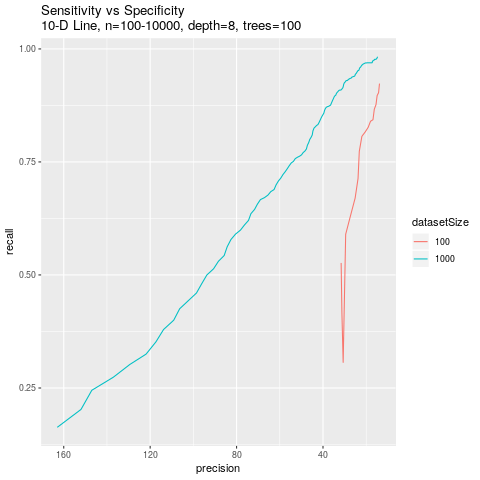 Sensitivity vs Specificity
10-D Line, n=100-10000, depth=8, trees=100
1.00
0.75
0.50
0.25
160
120
80
40
precision
recall
datasetSize
100
1000